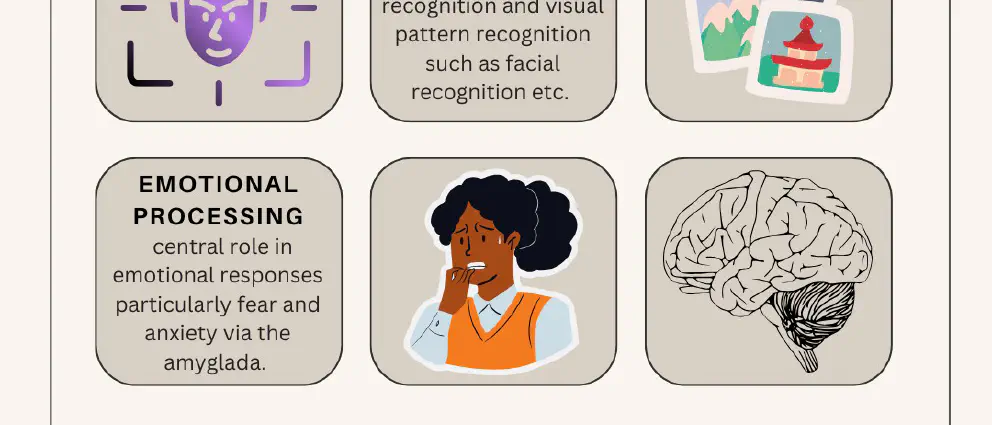 recognition and visual
pattern recognition
such as facial
recognition etc.
EMOTIONAL
PROCESSING
central role in
emotional responses
particularly fear and
anxiety via the
amyglada.